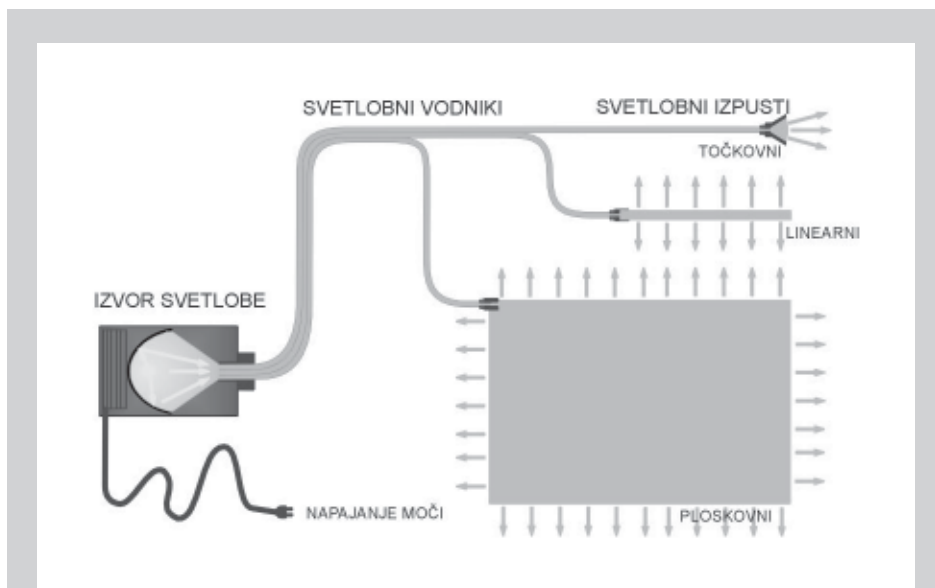 SVETLOBNI VODNIKI
SVETLOBNI IZPUSTI
TOČKOVNI
LINEARNI
IZVOR SVETLOBE
NAPAJANJE MOČI
PLOSKOVNI